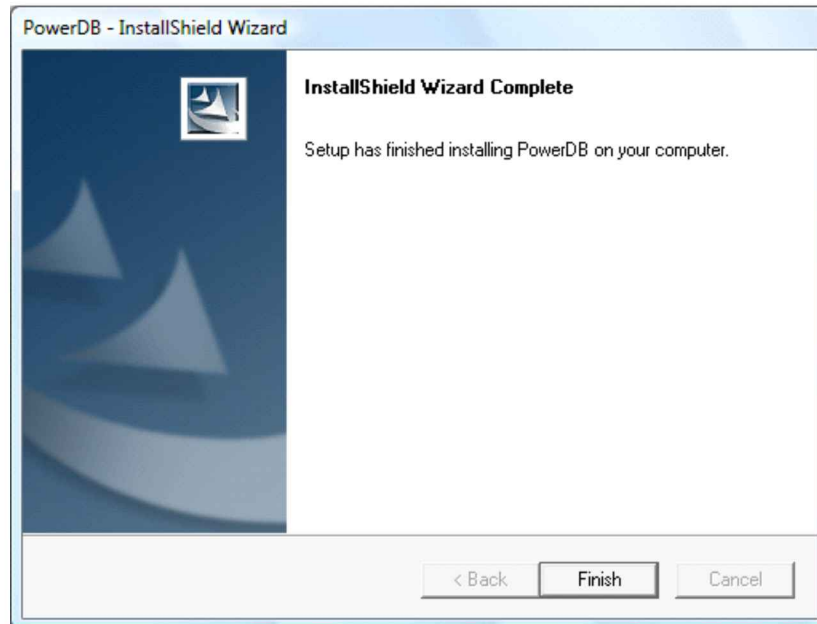 PowerDB - InstallShield Wizard
InstallShield Wizard Complete
Setup has finished installing PowerDB on your computer.
< Back
Finish
Cancel